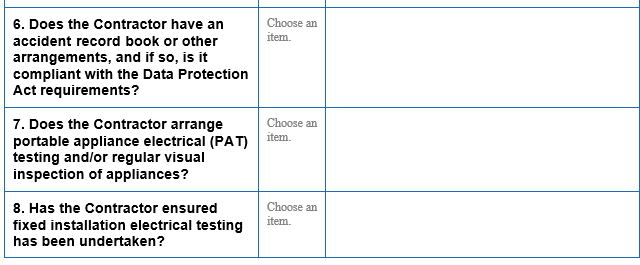 6. Does the Contractor have an
accident record book or other
arrangements, and if so, is it
compliant with the Data Protection
Act requirements?
Choose an
item.
7. Does the Contractor arrange
portable appliance electrical (PAT)
testing and/or regular visual
inspection of appliances?
Choose an
item.
8. Has the Contractor ensured
fixed installation electrical testing
has been undertaken?
Choose an
item.